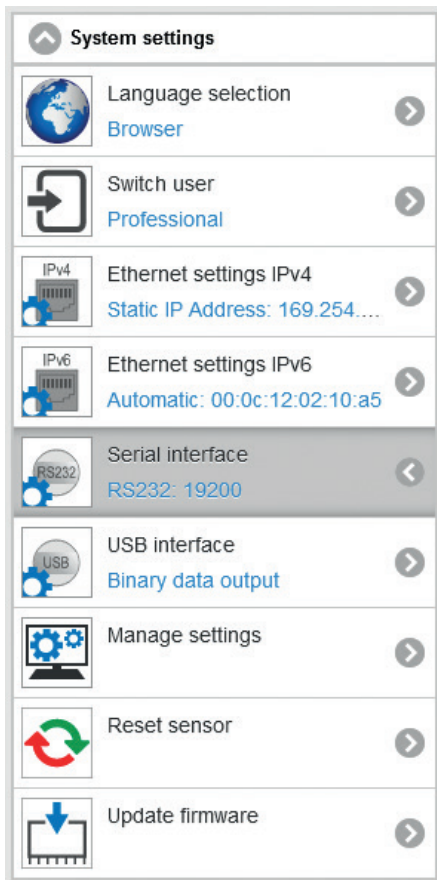 System settings
Language selection
Browser
Switch user
Professional
IPv4
Ethernet settings IPv4
Static IP Address: 169.254....
IPv6
Ethernet settings IPv6
Automatic: 00:0c:12:02:10:a5
RS232
Serial interface
RS232: 19200
USB
USB interface
Binary data output
Manage settings
Reset sensor
Update firmware